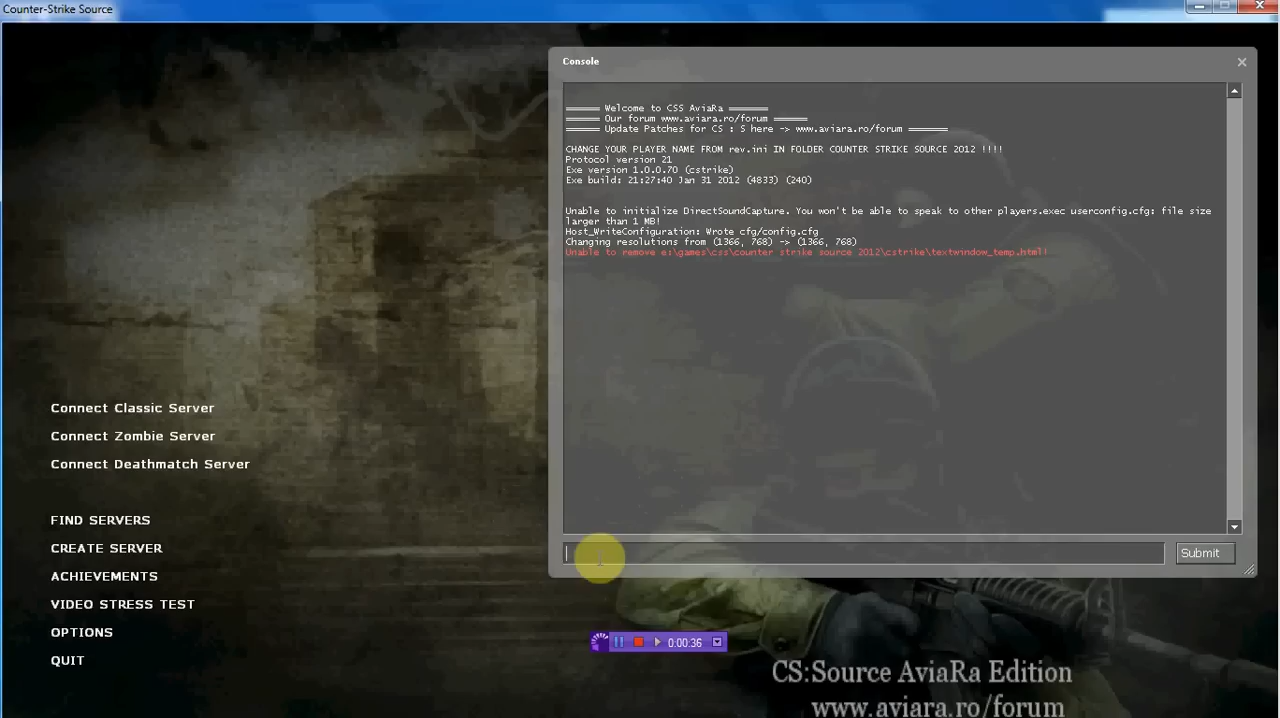 Counter-Strike Source
Console
====== Welcome to CSS AviaRa =======
====== Our forum www.aviara.ro/forum ======
====== Update Patches for CS : S here -> www.aviara.ro/forum =======
CHANGE YOUR PLAYER NAME FROM rev.ini IN FOLDER COUNTER STRIKE SOURCE 2012 !!!!
Protocol version 21
Exe version 1.0.0.70 (cstrike)
Exe build: 21:27:40 Jan 31 2012 (4833) (240)
Unable to initialize DirectSoundCapture. You won't be able to speak to other players.exec userconfig.cfg: file size
larger than 1 MB!
Host_WriteConfiguration: Wrote cfg/config.cfg
Changing resolutions from (1366, 768) -> (1366, 768)
Unable to remove e:\games\css\counter strike source 2012\cstrike\textwindow_temp.html!
Submit
Connect Classic Server
Connect Zombie Server
Connect Deathmatch Server
FIND SERVERS
CREATE SERVER
ACHIEVEMENTS
VIDEO STRESS TEST
OPTIONS
QUIT
0:00:36
CS:Source AviaRa Edition
www.aviara.ro/forum